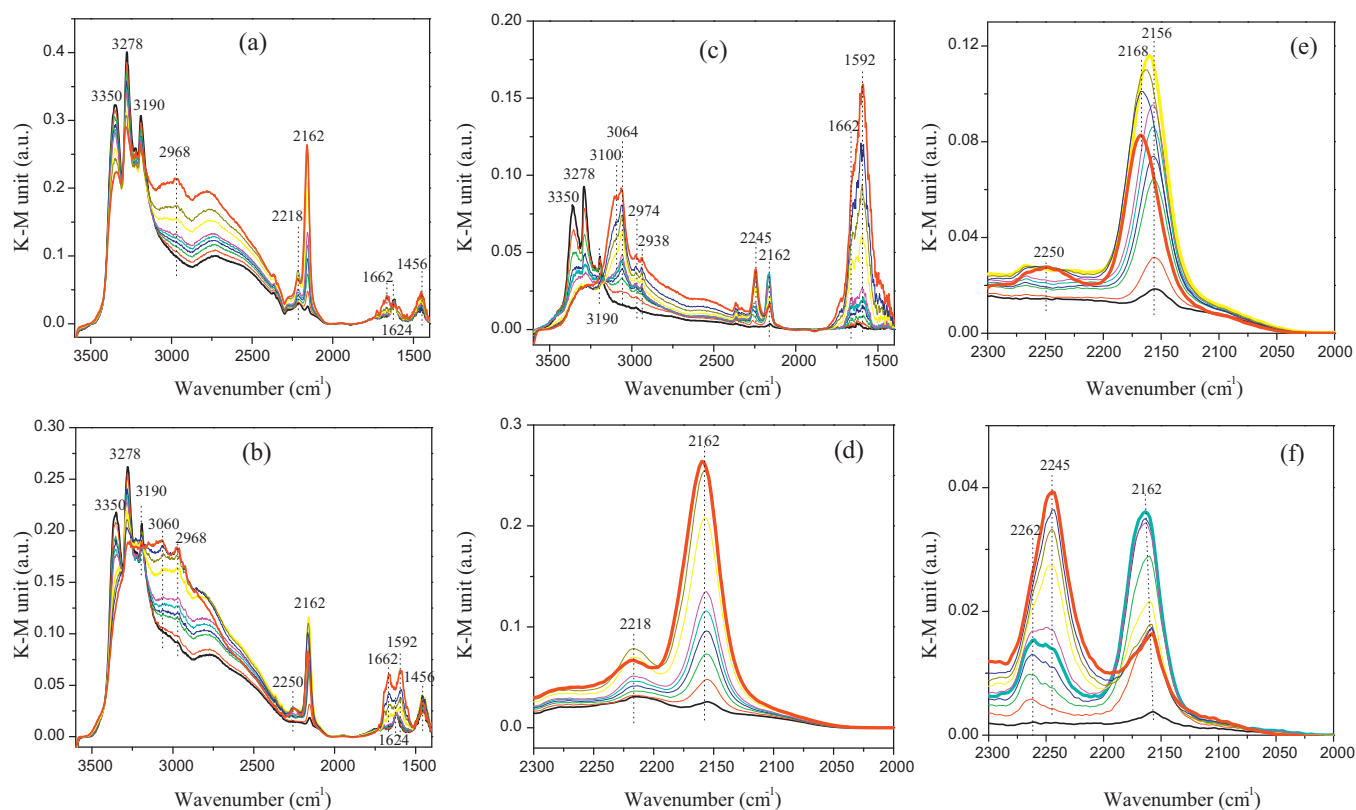 (a)
3278
3350
3190
2968
2162
2218
1662
1456
1624
0.4
0.3
0.2
0.1
0.0
K-M unit (a.u.)
3500 3000 2500 2000 1500
Wavenumber (cm-1)
(c)
1592
1662
3064
3100
3278
3350
2974
2938
2245
2162
3190
0.20
0.15
0.10
0.05
0.00
K-M unit (a.u.)
3500 3000 2500 2000 1500
Wavenumber (cm-1)
(e)
2156
2168
2250
0.12
0.08
0.04
0.00
K-M unit (a.u.)
2300 2250 2200 2150 2100 2050 2000
Wavenumber (cm-1)
(b)
3278
3350
3190
3060
2968
2162
2250
1592
1662
1456
1624
0.30
0.25
0.20
0.15
0.10
0.05
0.00
K-M unit (a.u.)
3500 3000 2500 2000 1500
Wavenumber (cm-1)
(d)
2162
2218
0.3
0.2
0.1
0.0
K-M unit (a.u.)
2300 2250 2200 2150 2100 2050 2000
Wavenumber (cm-1)
(f)
2245
2262
2162
0.04
0.02
0.00
K-M unit (a.u.)
2300 2250 2200 2150 2100 2050 2000
Wavenumber (cm-1)